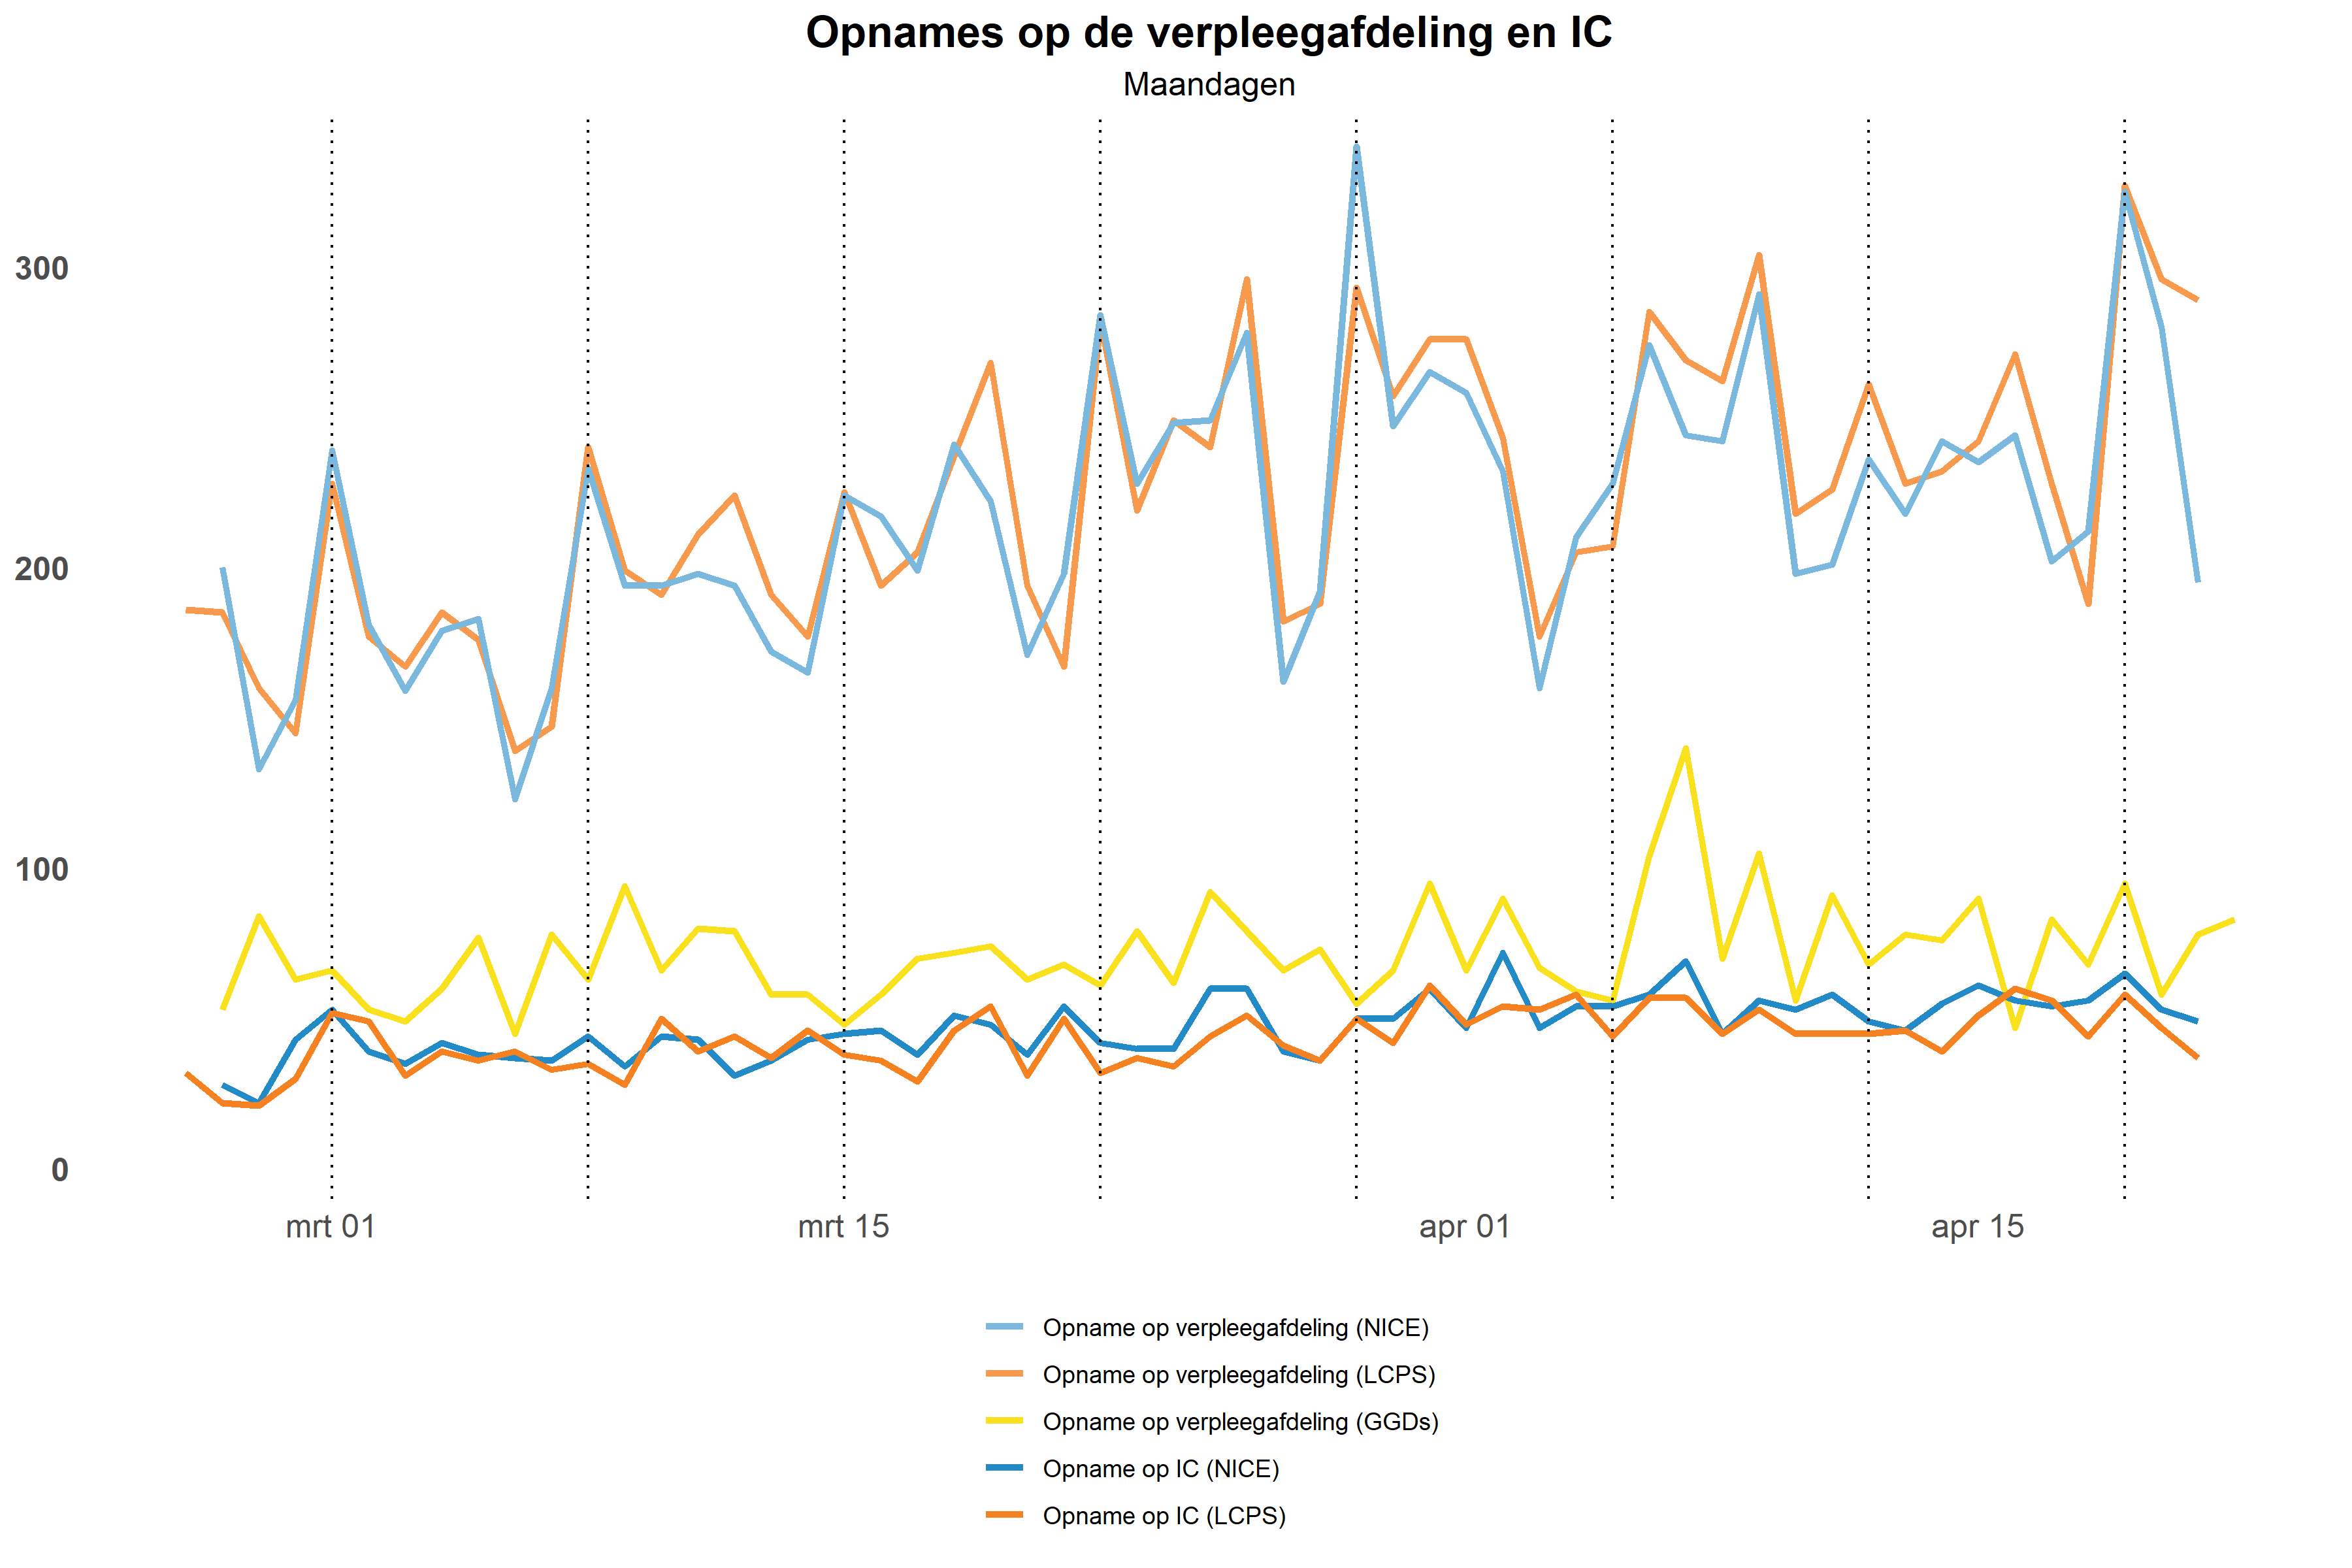 Opnames op de verpleegafdeling en IC
Maandagen
300
200
100
0
mrt 01 mrt 15 apr 01 apr 15
Opname op verpleegafdeling (NICE)
Opname op verpleegafdeling (LCPS)
Opname op verpleegafdeling (GGDs)
Opname op IC (NICE)
Opname op IC (LCPS)